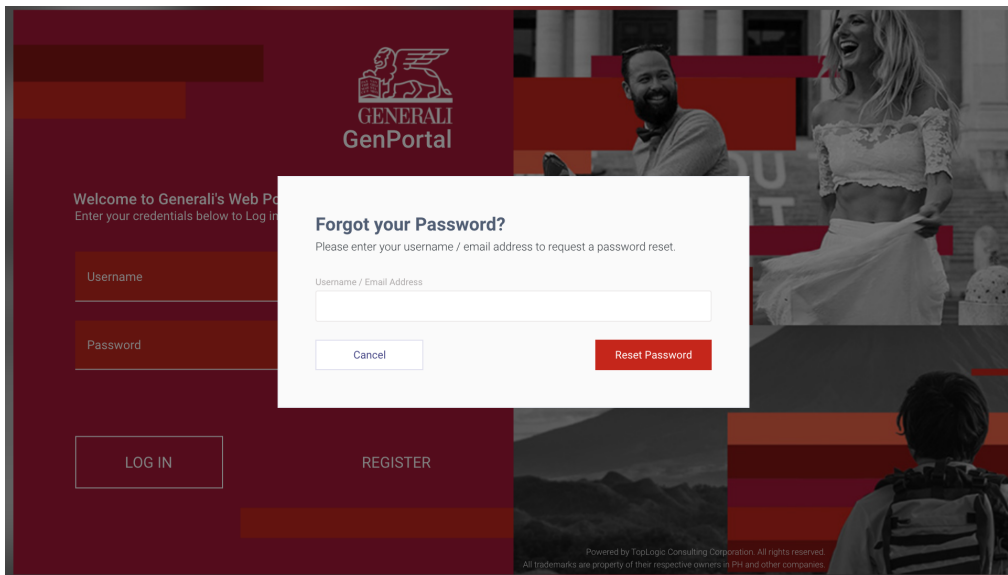 GENERALI
GenPortal
Welcome to Generali's Web Po
Enter your credentials below to Log in
Username
Password
LOG IN
REGISTER
Forgot your Password?
Please enter your username / email address to request a password reset.
Username / Email Address
Cancel
Reset Password
YOU
T
Powered by TopLogic Consulting Corporation. All rights reserved.
All trademarks are property of their respective owners in PH and other companies.